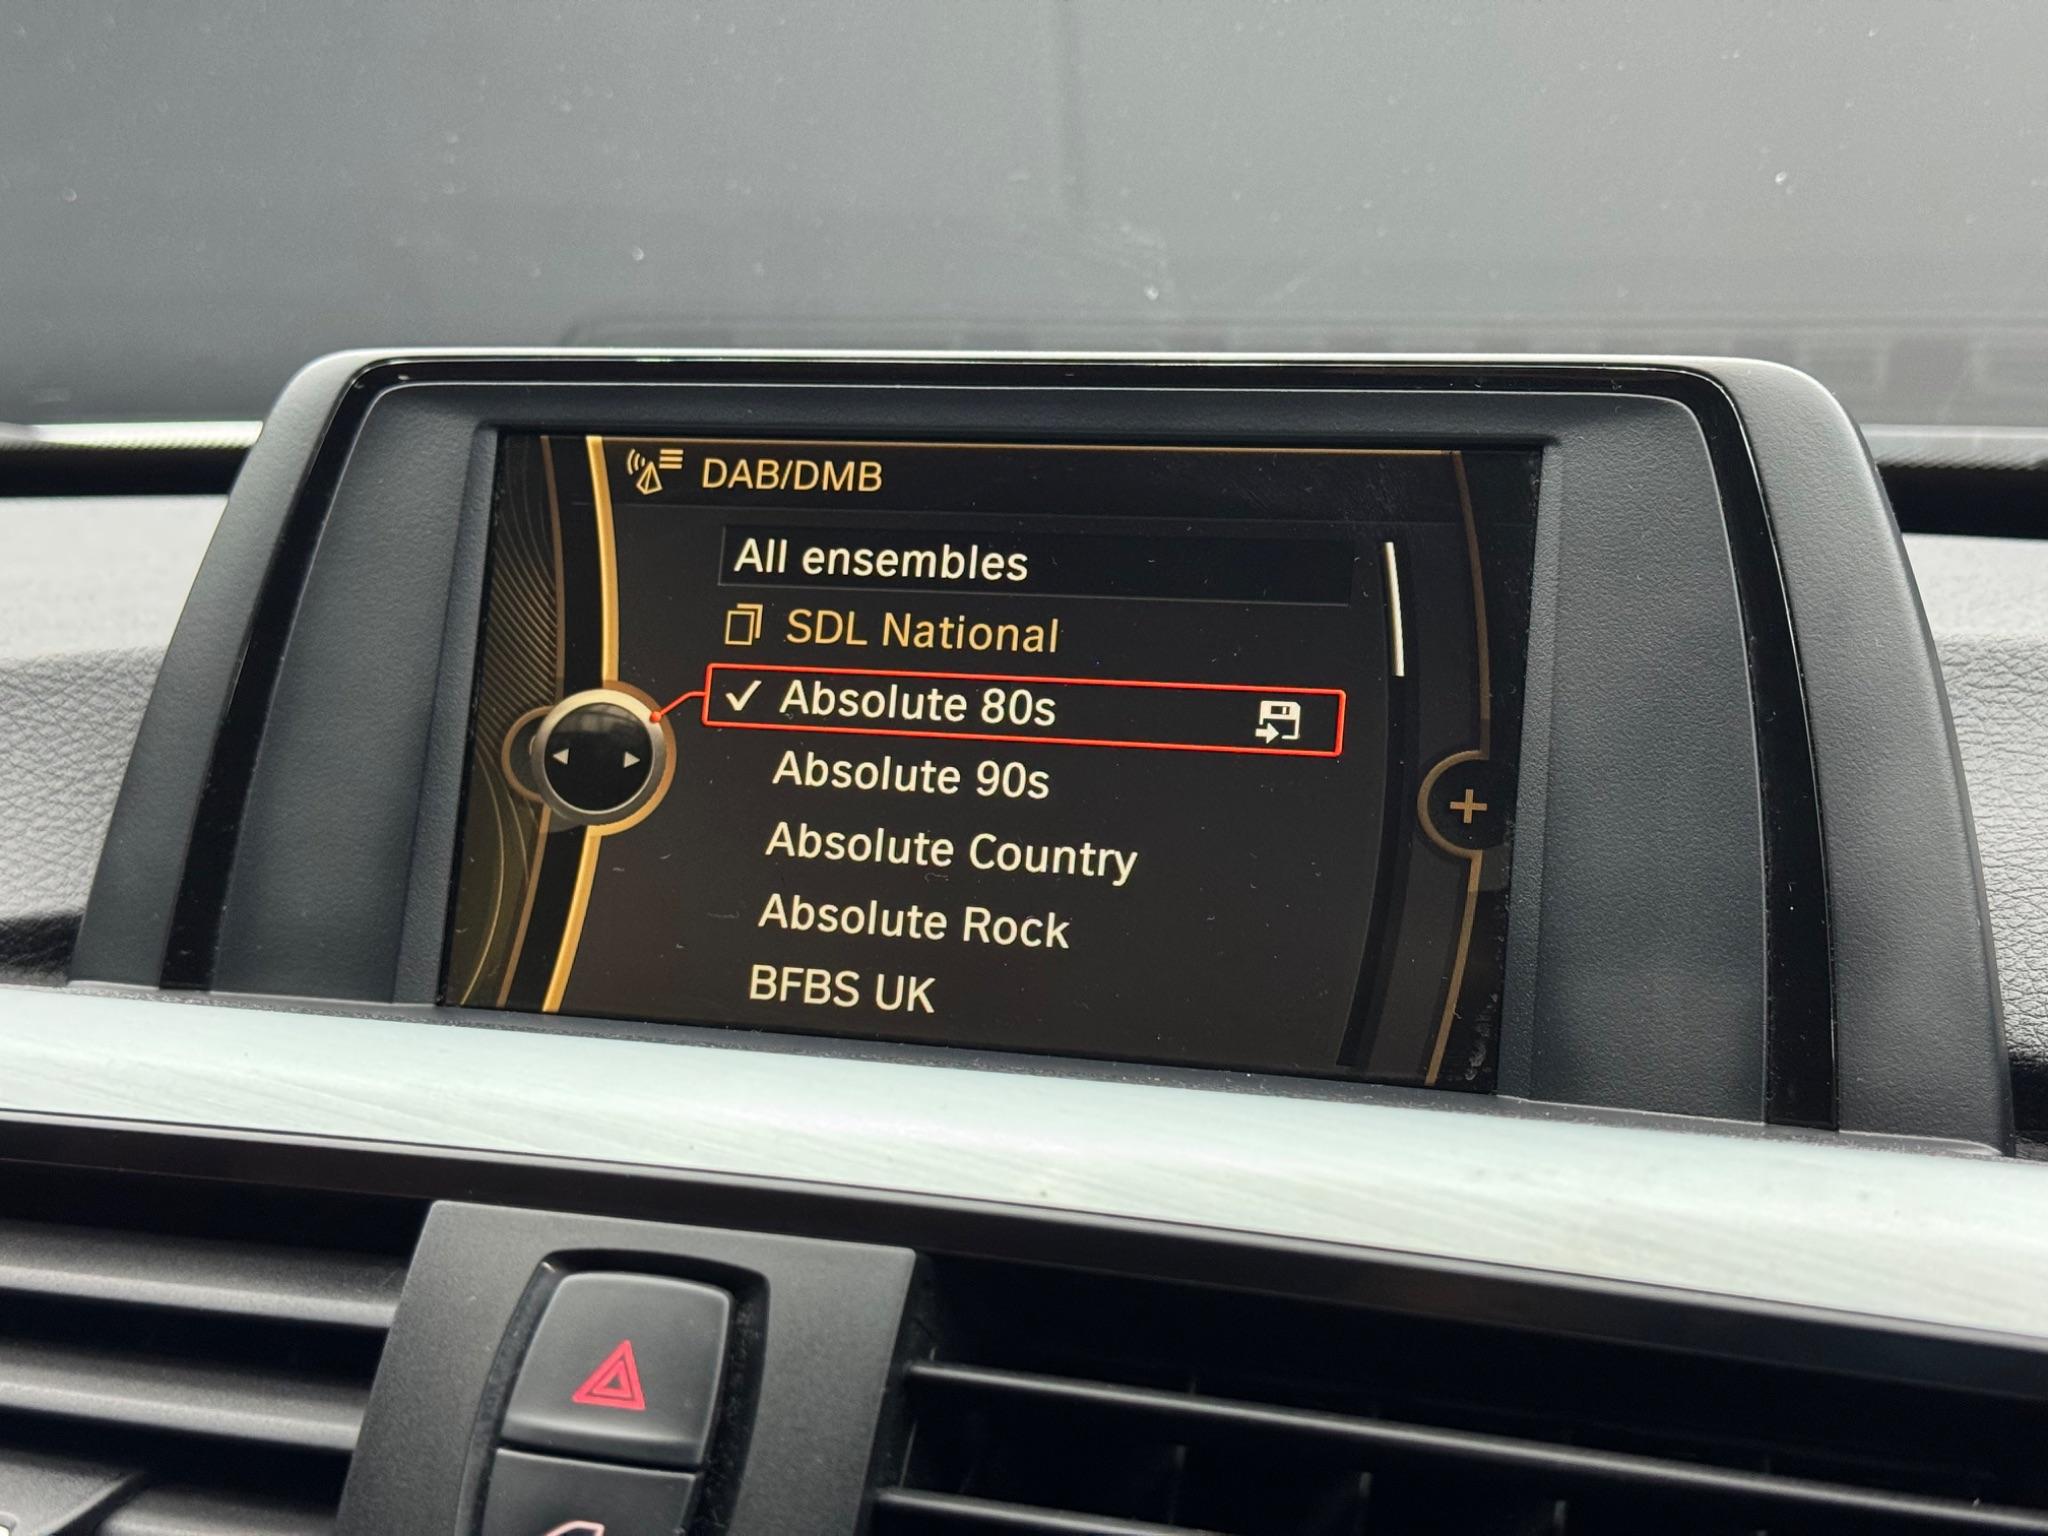 DAB/DMB
All ensembles
SDL National
Absolute 80s
Absolute 90s
Absolute Country
Absolute Rock
BFBS UK